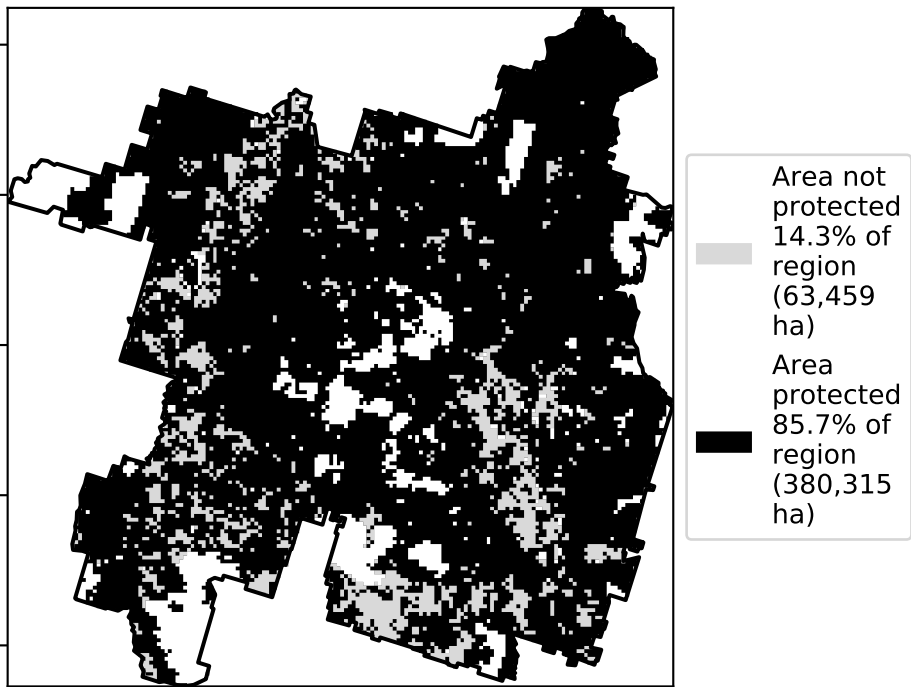 Area not
protected
14.3% of
region
(63,459
ha)
Area
protected
85.7% of
region
(380,315
ha)